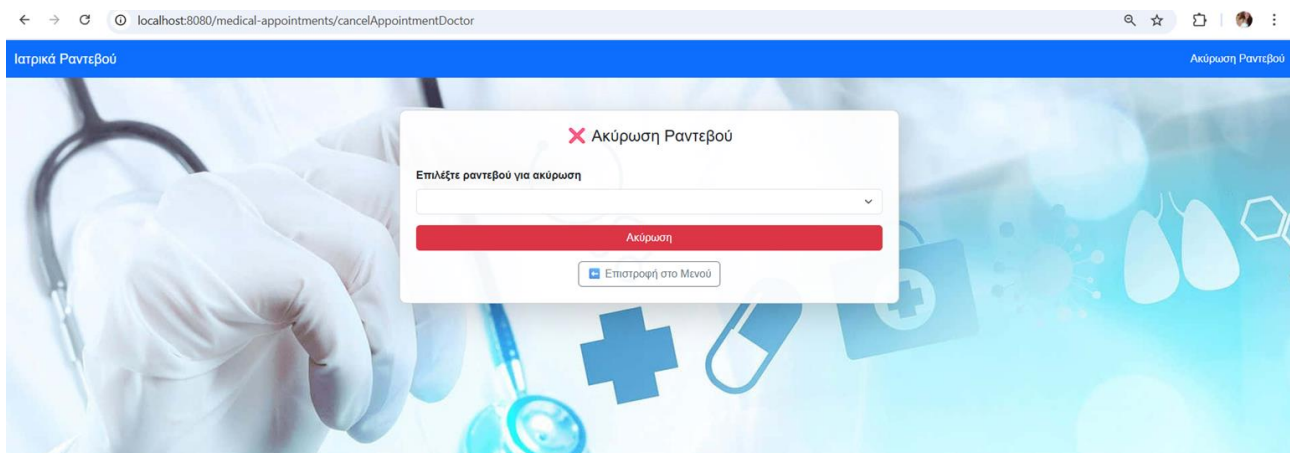 localhost:8080/medical-appointments/cancelAppointmentDoctor
Ιατρικά Ραντεβού
Ακύρωση Ραντεβού
❌ Ακύρωση Ραντεβού
Επιλέξτε ραντεβού για ακύρωση
Ακύρωση
⬅ Επιστροφή στο Μενού